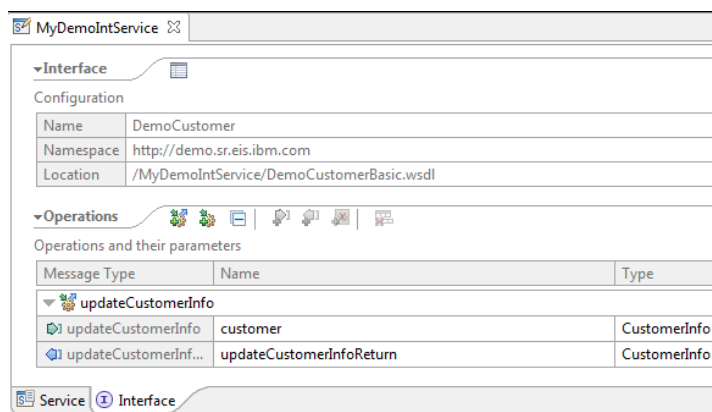 MyDemoIntService
Interface
Configuration
Name DemoCustomer
Namespace http://demo.sr.eis.ibm.com
Location /MyDemoIntService/DemoCustomerBasic.wsdl
Operations
Operations and their parameters
Message Type Name Type
updateCustomerInfo
updateCustomerInfo customer CustomerInfo
updateCustomerInf... updateCustomerInfoReturn CustomerInfo
Service Interface